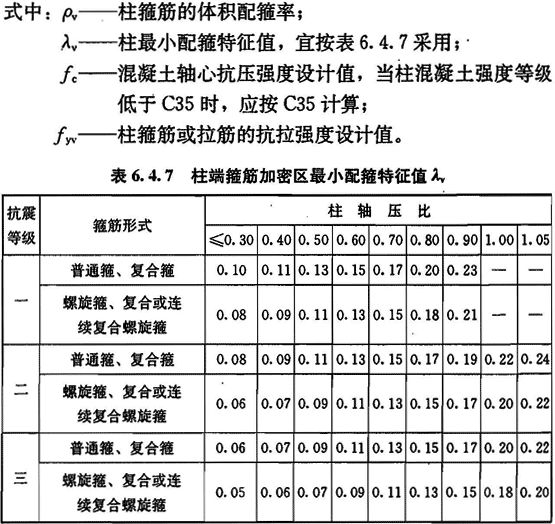 式中：ρv——柱箍筋的体积配箍率；
λv——柱最小配箍特征值，宜按表 6.4.7 采用；
fc——混凝土轴心抗压强度设计值，当柱混凝土强度等级
低于 C35 时，应按 C35 计算；
fyv——柱箍筋或拉筋的抗拉强度设计值。
表 6.4.7 柱端箍筋加密区最小配箍特征值 λv
抗震等级 箍筋形式 柱轴压比
≤0.30 0.40 0.50 0.60 0.70 0.80 0.90 1.00 1.05
一 普通箍、复合箍 0.10 0.11 0.13 0.15 0.17 0.20 0.23 — —
螺旋箍、复合或连
续复合螺旋箍 0.08 0.09 0.11 0.13 0.15 0.18 0.21 — —
二 普通箍、复合箍 0.08 0.09 0.11 0.13 0.15 0.17 0.19 0.22 0.24
螺旋箍、复合或连
续复合螺旋箍 0.06 0.07 0.09 0.11 0.13 0.15 0.17 0.20 0.22
三 普通箍、复合箍 0.06 0.07 0.09 0.11 0.13 0.15 0.17 0.20 0.22
螺旋箍、复合或连
续复合螺旋箍 0.05 0.06 0.07 0.09 0.11 0.13 0.15 0.18 0.20